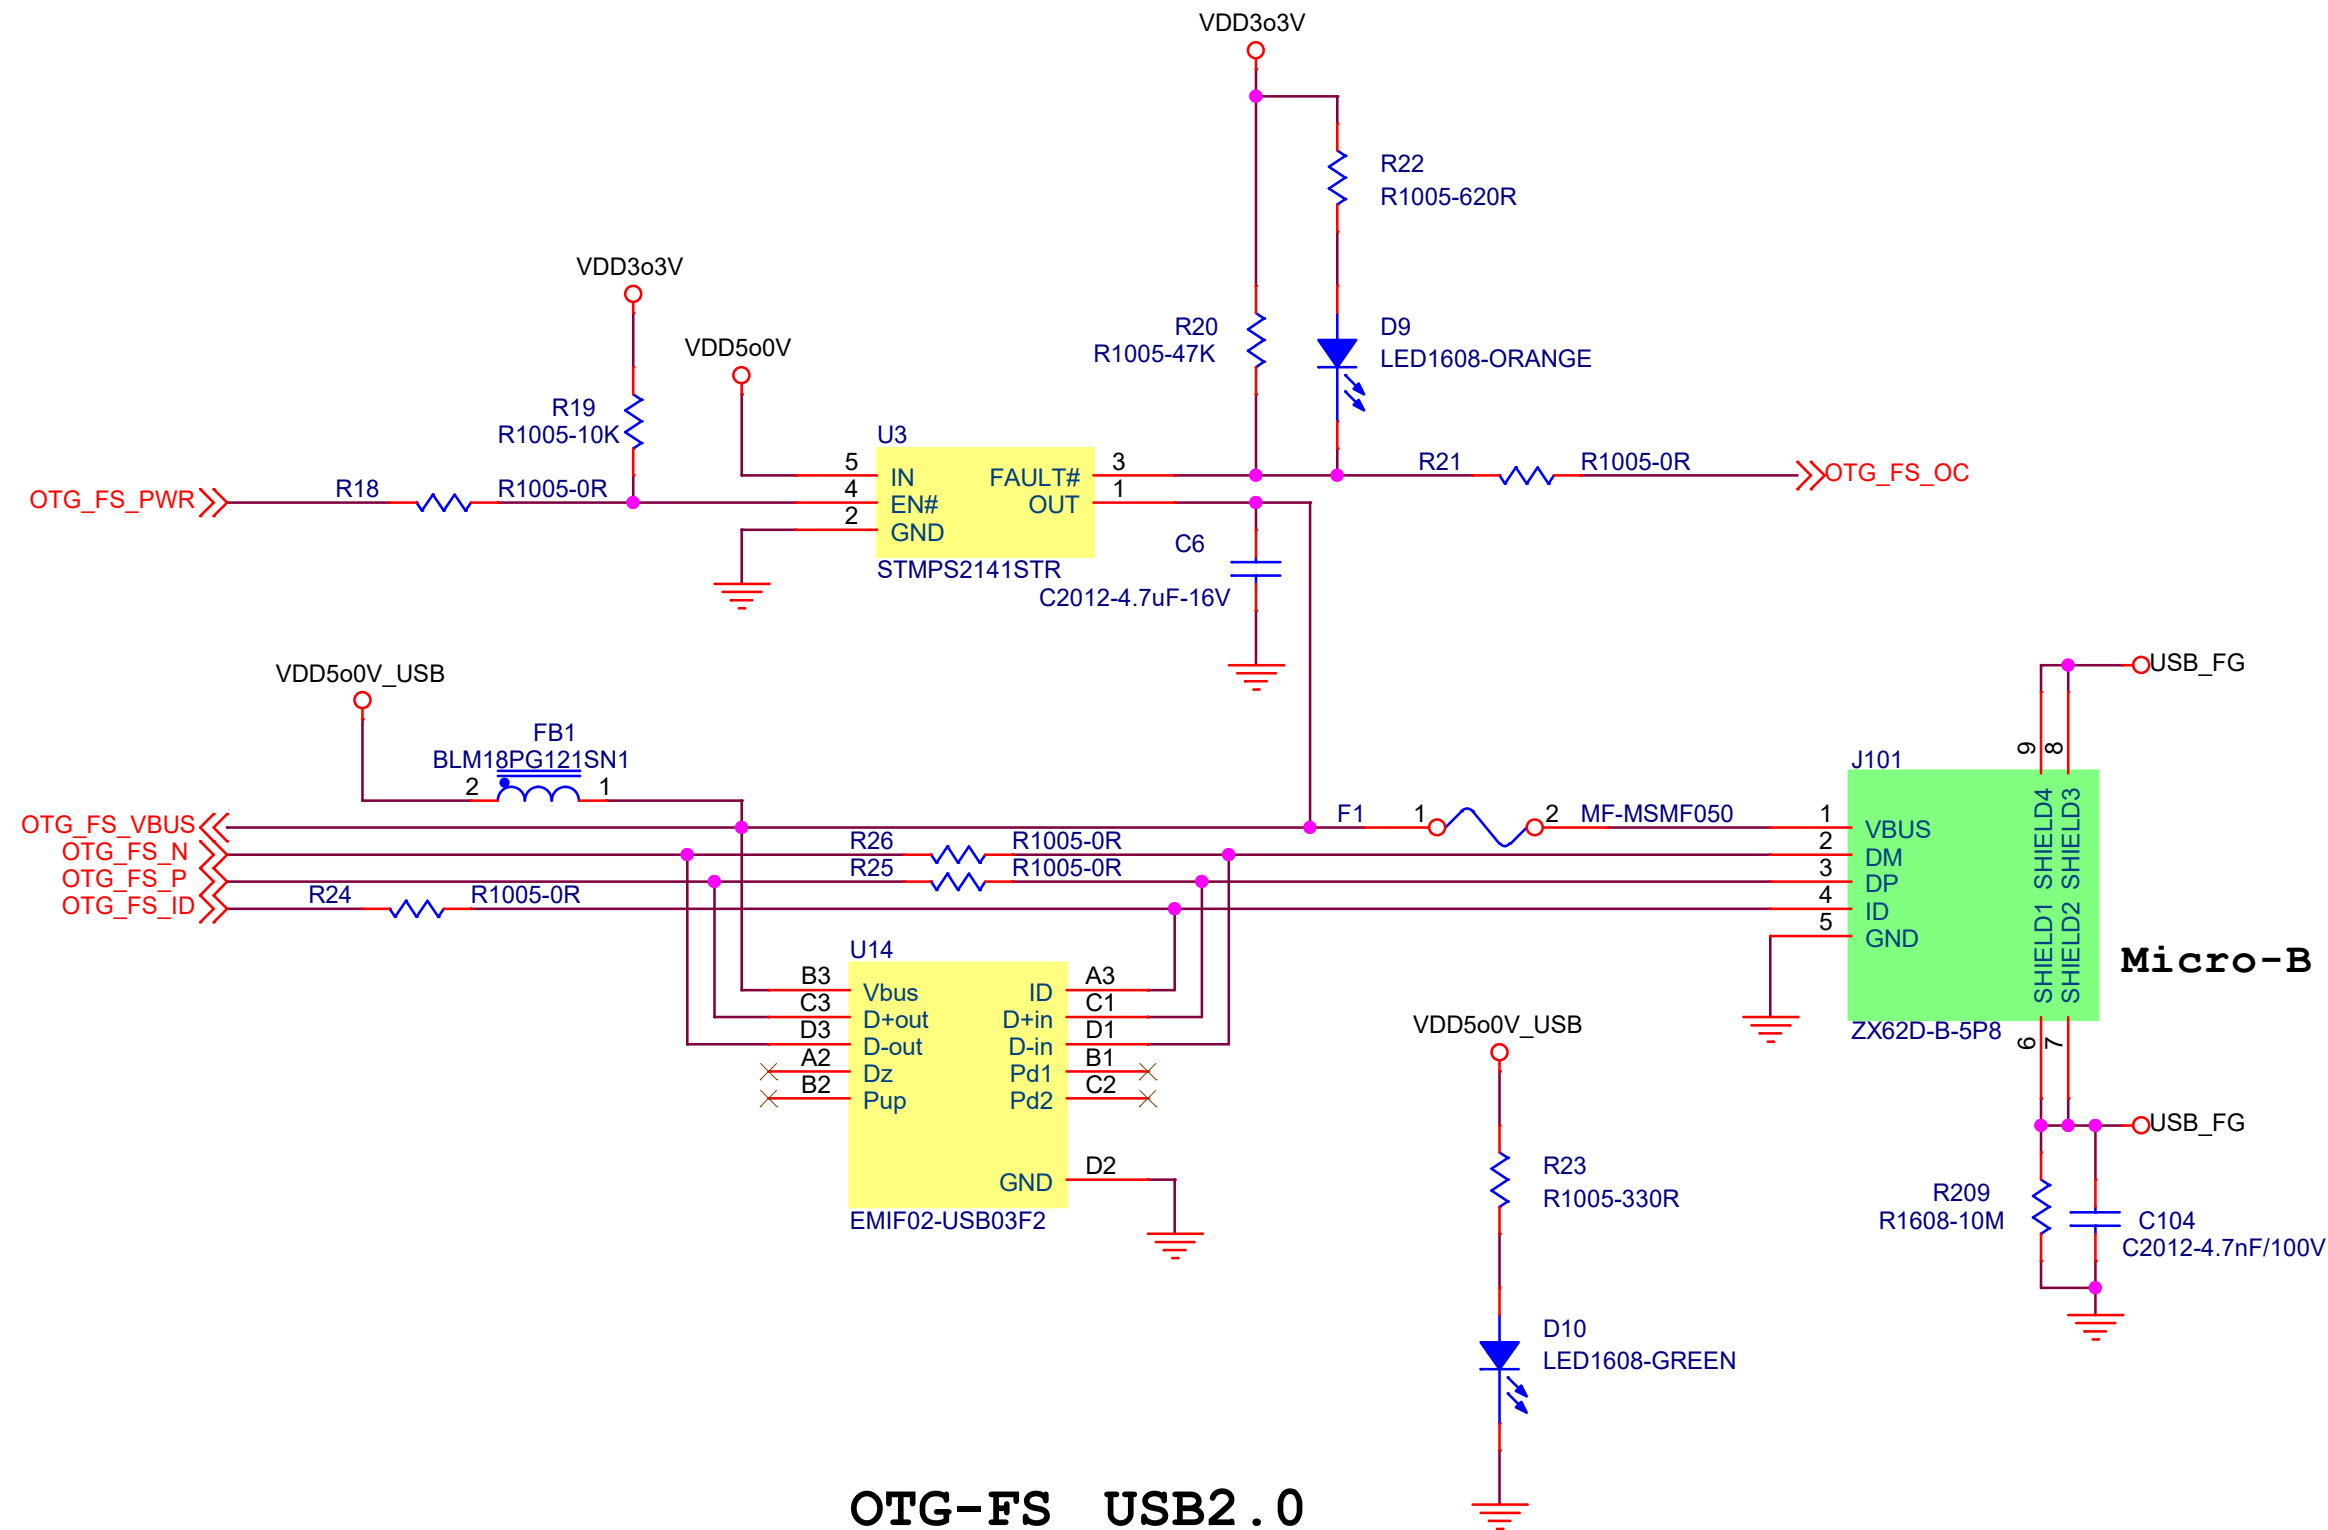 VDD3o3V
R22
R1005-620R
VDD3o3V
R20
R1005-47K
D9
LED1608-ORANGE
VDD5o0V
R19
R1005-10K
U3
5
IN
FAULT#
3
R21
R1005-0R
OTG_FS_OC
OTG_FS_PWR
R18
R1005-0R
4
EN#
OUT
1
2
GND
STMPS2141STR
C6
C2012-4.7uF-16V
VDD5o0V_USB
FB1
BLM18PG121SN1
2
1
USB_FG
9
8
J101
OTG_FS_VBUS
F1
1
2
MF-MSMF050
1
VBUS
OTG_FS_N
R26
R1005-0R
2
DM
OTG_FS_P
R25
R1005-0R
3
DP
OTG_FS_ID
R24
R1005-0R
4
ID
5
GND
SHIELD1
SHIELD4
SHIELD2
SHIELD3
ZX62D-B-5P8
Micro-B
U14
B3
Vbus
ID
A3
C3
D+out
D+in
C1
D3
D-out
D-in
D1
A2
Dz
Pd1
B1
B2
Pup
Pd2
C2
GND
D2
EMIF02-USB03F2
VDD5o0V_USB
R23
R1005-330R
D10
LED1608-GREEN
6
7
USB_FG
R209
R1608-10M
C104
C2012-4.7nF/100V
OTG-FS USB2.0